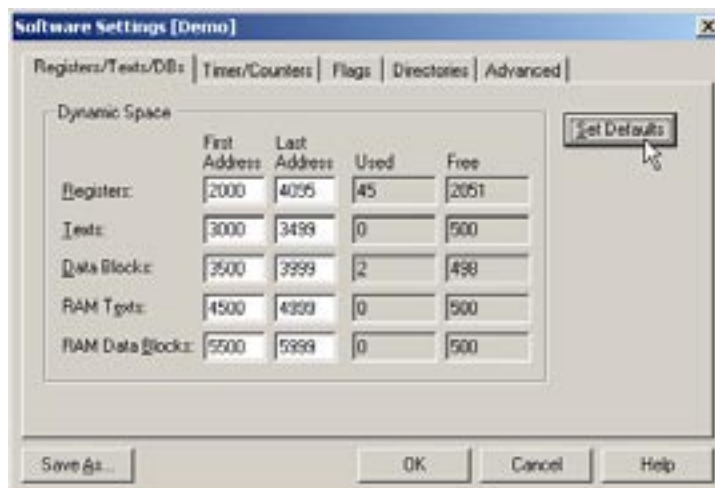 Software Settings [Demo]
Registers/Texts/DBs Timer/Counters Flags Directories Advanced
Dynamic Space
Set Defaults
First Address Last Address Used Free
Registers: 2000 4095 45 2051
Texts: 3000 3499 0 500
Data Blocks: 3500 3999 2 498
RAM Texts: 4500 4999 0 500
RAM Data Blocks: 5500 5999 0 500
Save As... OK Cancel Help